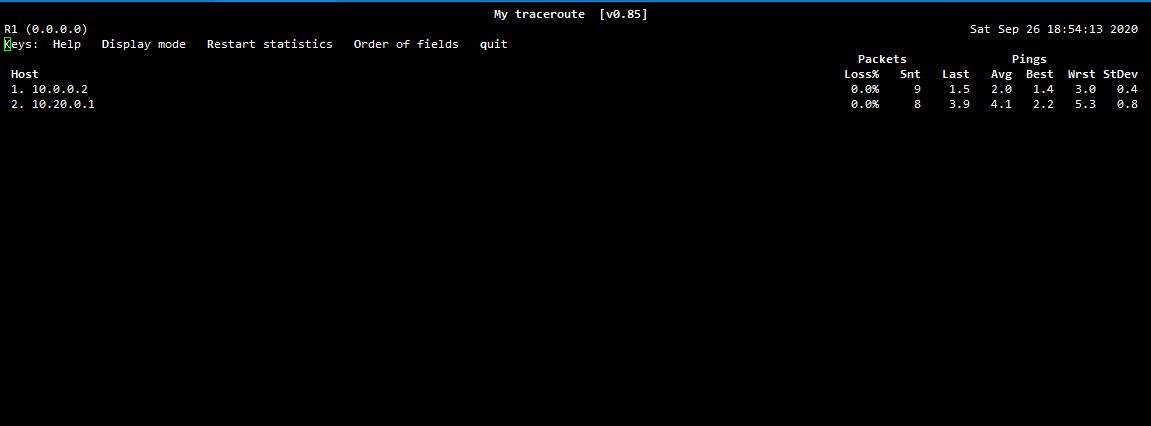 My traceroute [v0.85]
R1 (0.0.0.0) Sat Sep 26 18:54:13 2020
Keys: Help Display mode Restart statistics Order of fields quit
Packets Pings
Host Loss% Snt Last Avg Best Wrst StDev
1. 10.0.0.2 0.0% 9 1.5 2.0 1.4 3.0 0.4
2. 10.20.0.1 0.0% 8 3.9 4.1 2.2 5.3 0.8